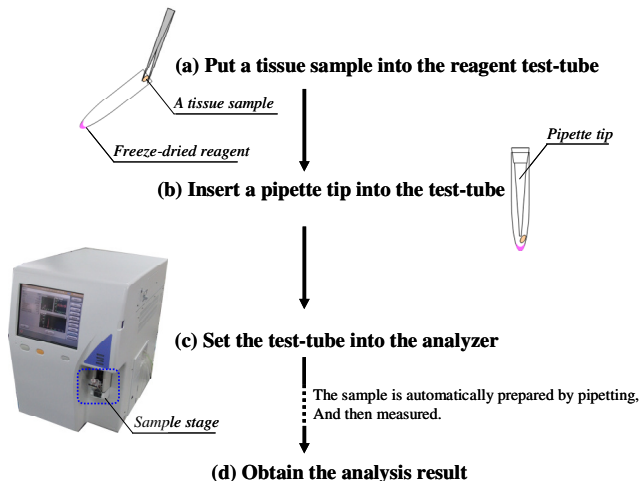 (a) Put a tissue sample into the reagent test-tube
A tissue sample
Freeze-dried reagent
Pipette tip
(b) Insert a pipette tip into the test-tube
(c) Set the test-tube into the analyzer
Sample stage
The sample is automatically prepared by pipetting,
And then measured.
(d) Obtain the analysis result